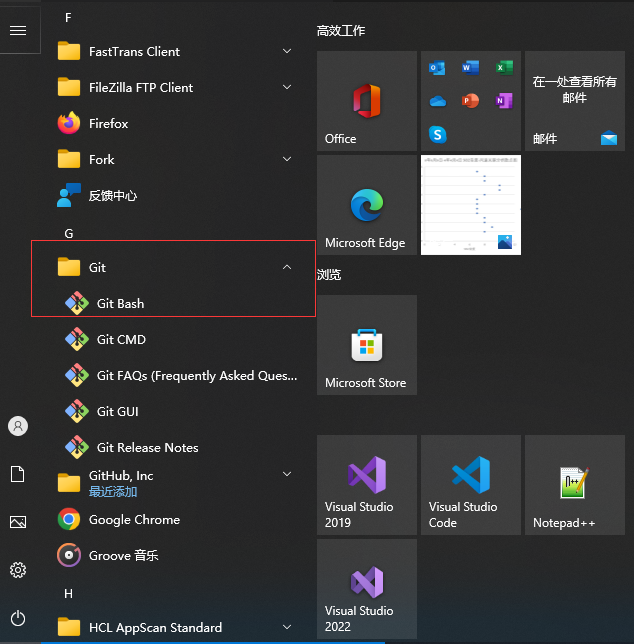 F
FastTrans Client
FileZilla FTP Client
Firefox
Fork
反馈中心
G
Git
Git Bash
Git CMD
Git FAQs (Frequently Asked Ques...
Git GUI
Git Release Notes
GitHub, Inc
最近添加
Google Chrome
Groove 音乐
H
HCL AppScan Standard
高效工作
Office
在一处查看所有
邮件
邮件
Microsoft Edge
浏览
Microsoft Store
Visual Studio
2019
Visual Studio
Code
Notepad++
Visual Studio
2022